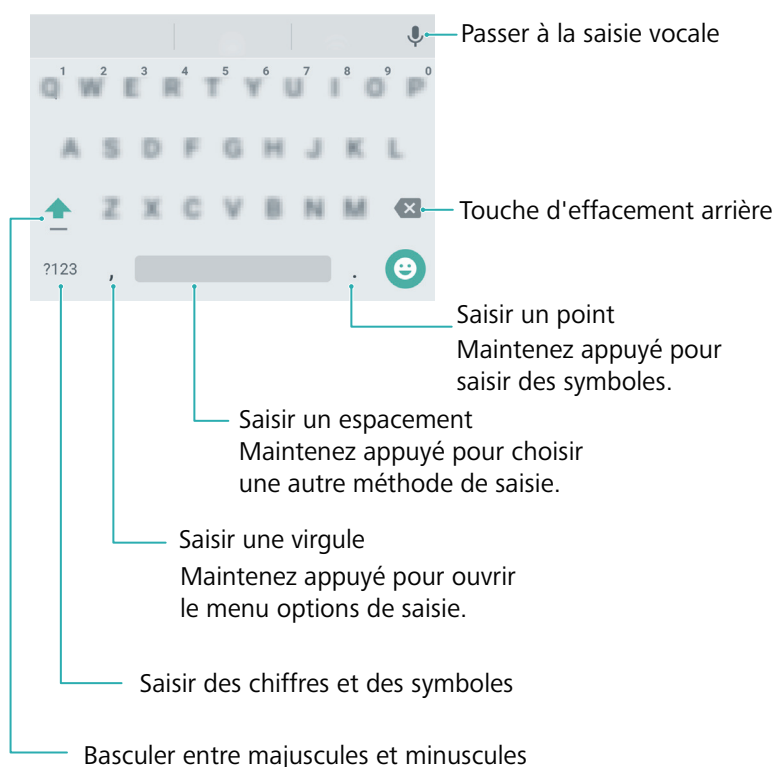 Passer à la saisie vocale
1 2 3 4 5 6 7 8 9 0
Q W E R T Y U I O P
A S D F G H J K L
Z X C V B N M
Touche d'effacement arrière
?123 , .
Saisir un point
Maintenez appuyé pour
saisir des symboles.
Saisir un espacement
Maintenez appuyé pour choisir
une autre méthode de saisie.
Saisir une virgule
Maintenez appuyé pour ouvrir
le menu options de saisie.
Saisir des chiffres et des symboles
Basculer entre majuscules et minuscules